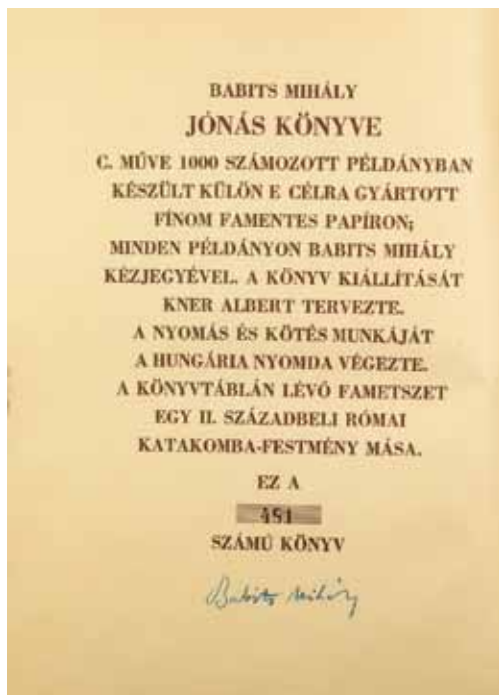 BABITS MIHÁLY
JÓNÁS KÖNYVE
C. MŰVE 1000 SZÁMOZOTT PÉLDÁNYBAN
KÉSZÜLT KÜLÖN E CÉLRA GYÁRTOTT
FÍNOM FAMENTES PAPÍRON;
MINDEN PÉLDÁNYON BABITS MIHÁLY
KÉZJEGYÉVEL. A KÖNYV KIÁLLÍTÁSÁT
KNER ALBERT TERVEZTE.
A NYOMÁS ÉS KÖTÉS MUNKÁJÁT
A HUNGÁRIA NYOMDA VÉGEZTE.
A KÖNYVTÁBLÁN LÉVŐ FAMETSZET
EGY II. SZÁZADBELI RÓMAI
KATAKOMBA-FESTMÉNY MÁSA.
EZ A
SZÁMÚ KÖNYV
Babits Mihály